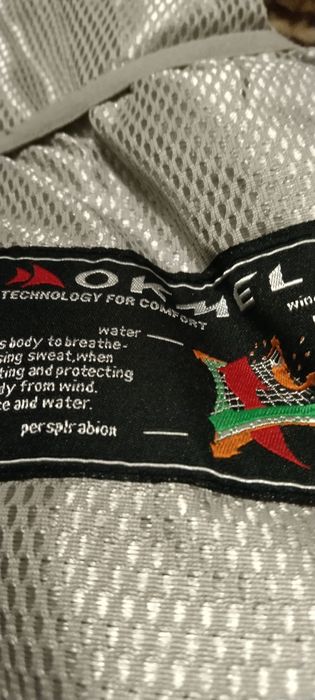 OKMEL
TECHNOLOGY FOR COMFORT
water
s body to breathe-
sing sweat,when
ting and protecting
dy from wind.
ce and water.
perspirabion